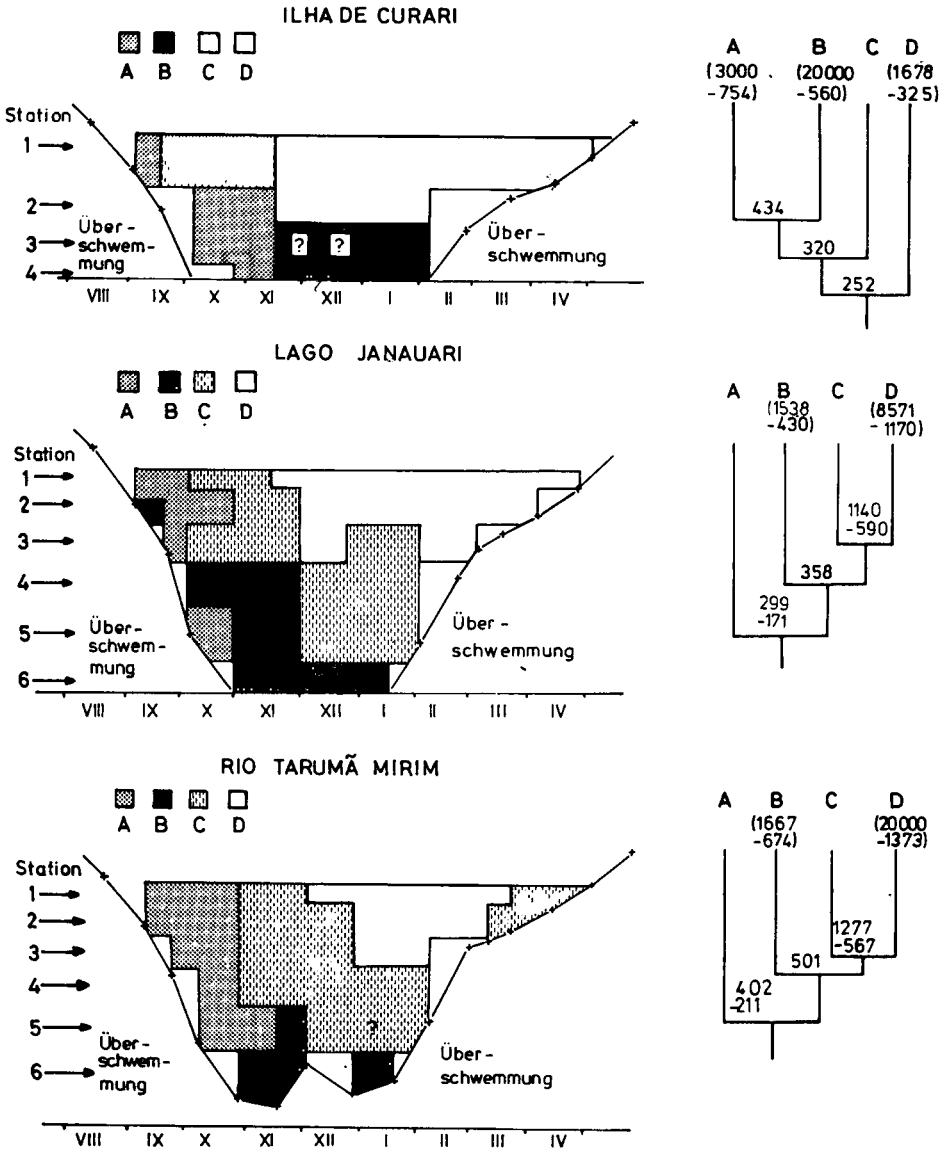 ILHA DE CURARI
A B C D
Station
1
2
3
4
Über-
schwem-
mung
? ?
Über-
schwemmung
VIII IX X XI XII I II III IV
A B C D
(3000 (20000 (1678
-754) -560) -325)
434
320
252
LAGO JANAUARI
A B C D
Station
1
2
3
4
5
6
Über-
schwem-
mung
Über-
schwemmung
VIII IX X XI XII I II III IV
A B C D
(1538 (8571
-430) -1170)
1140
-590
358
299
-171
RIO TARUMÃ MIRIM
A B C D
Station
1
2
3
4
5
6
?
Über-
schwem-
mung
Über-
schwemmung
VIII IX X XI XII I II III IV
A B C D
(1667 (20000
-674) -1373)
1277
-567
501
402
-211